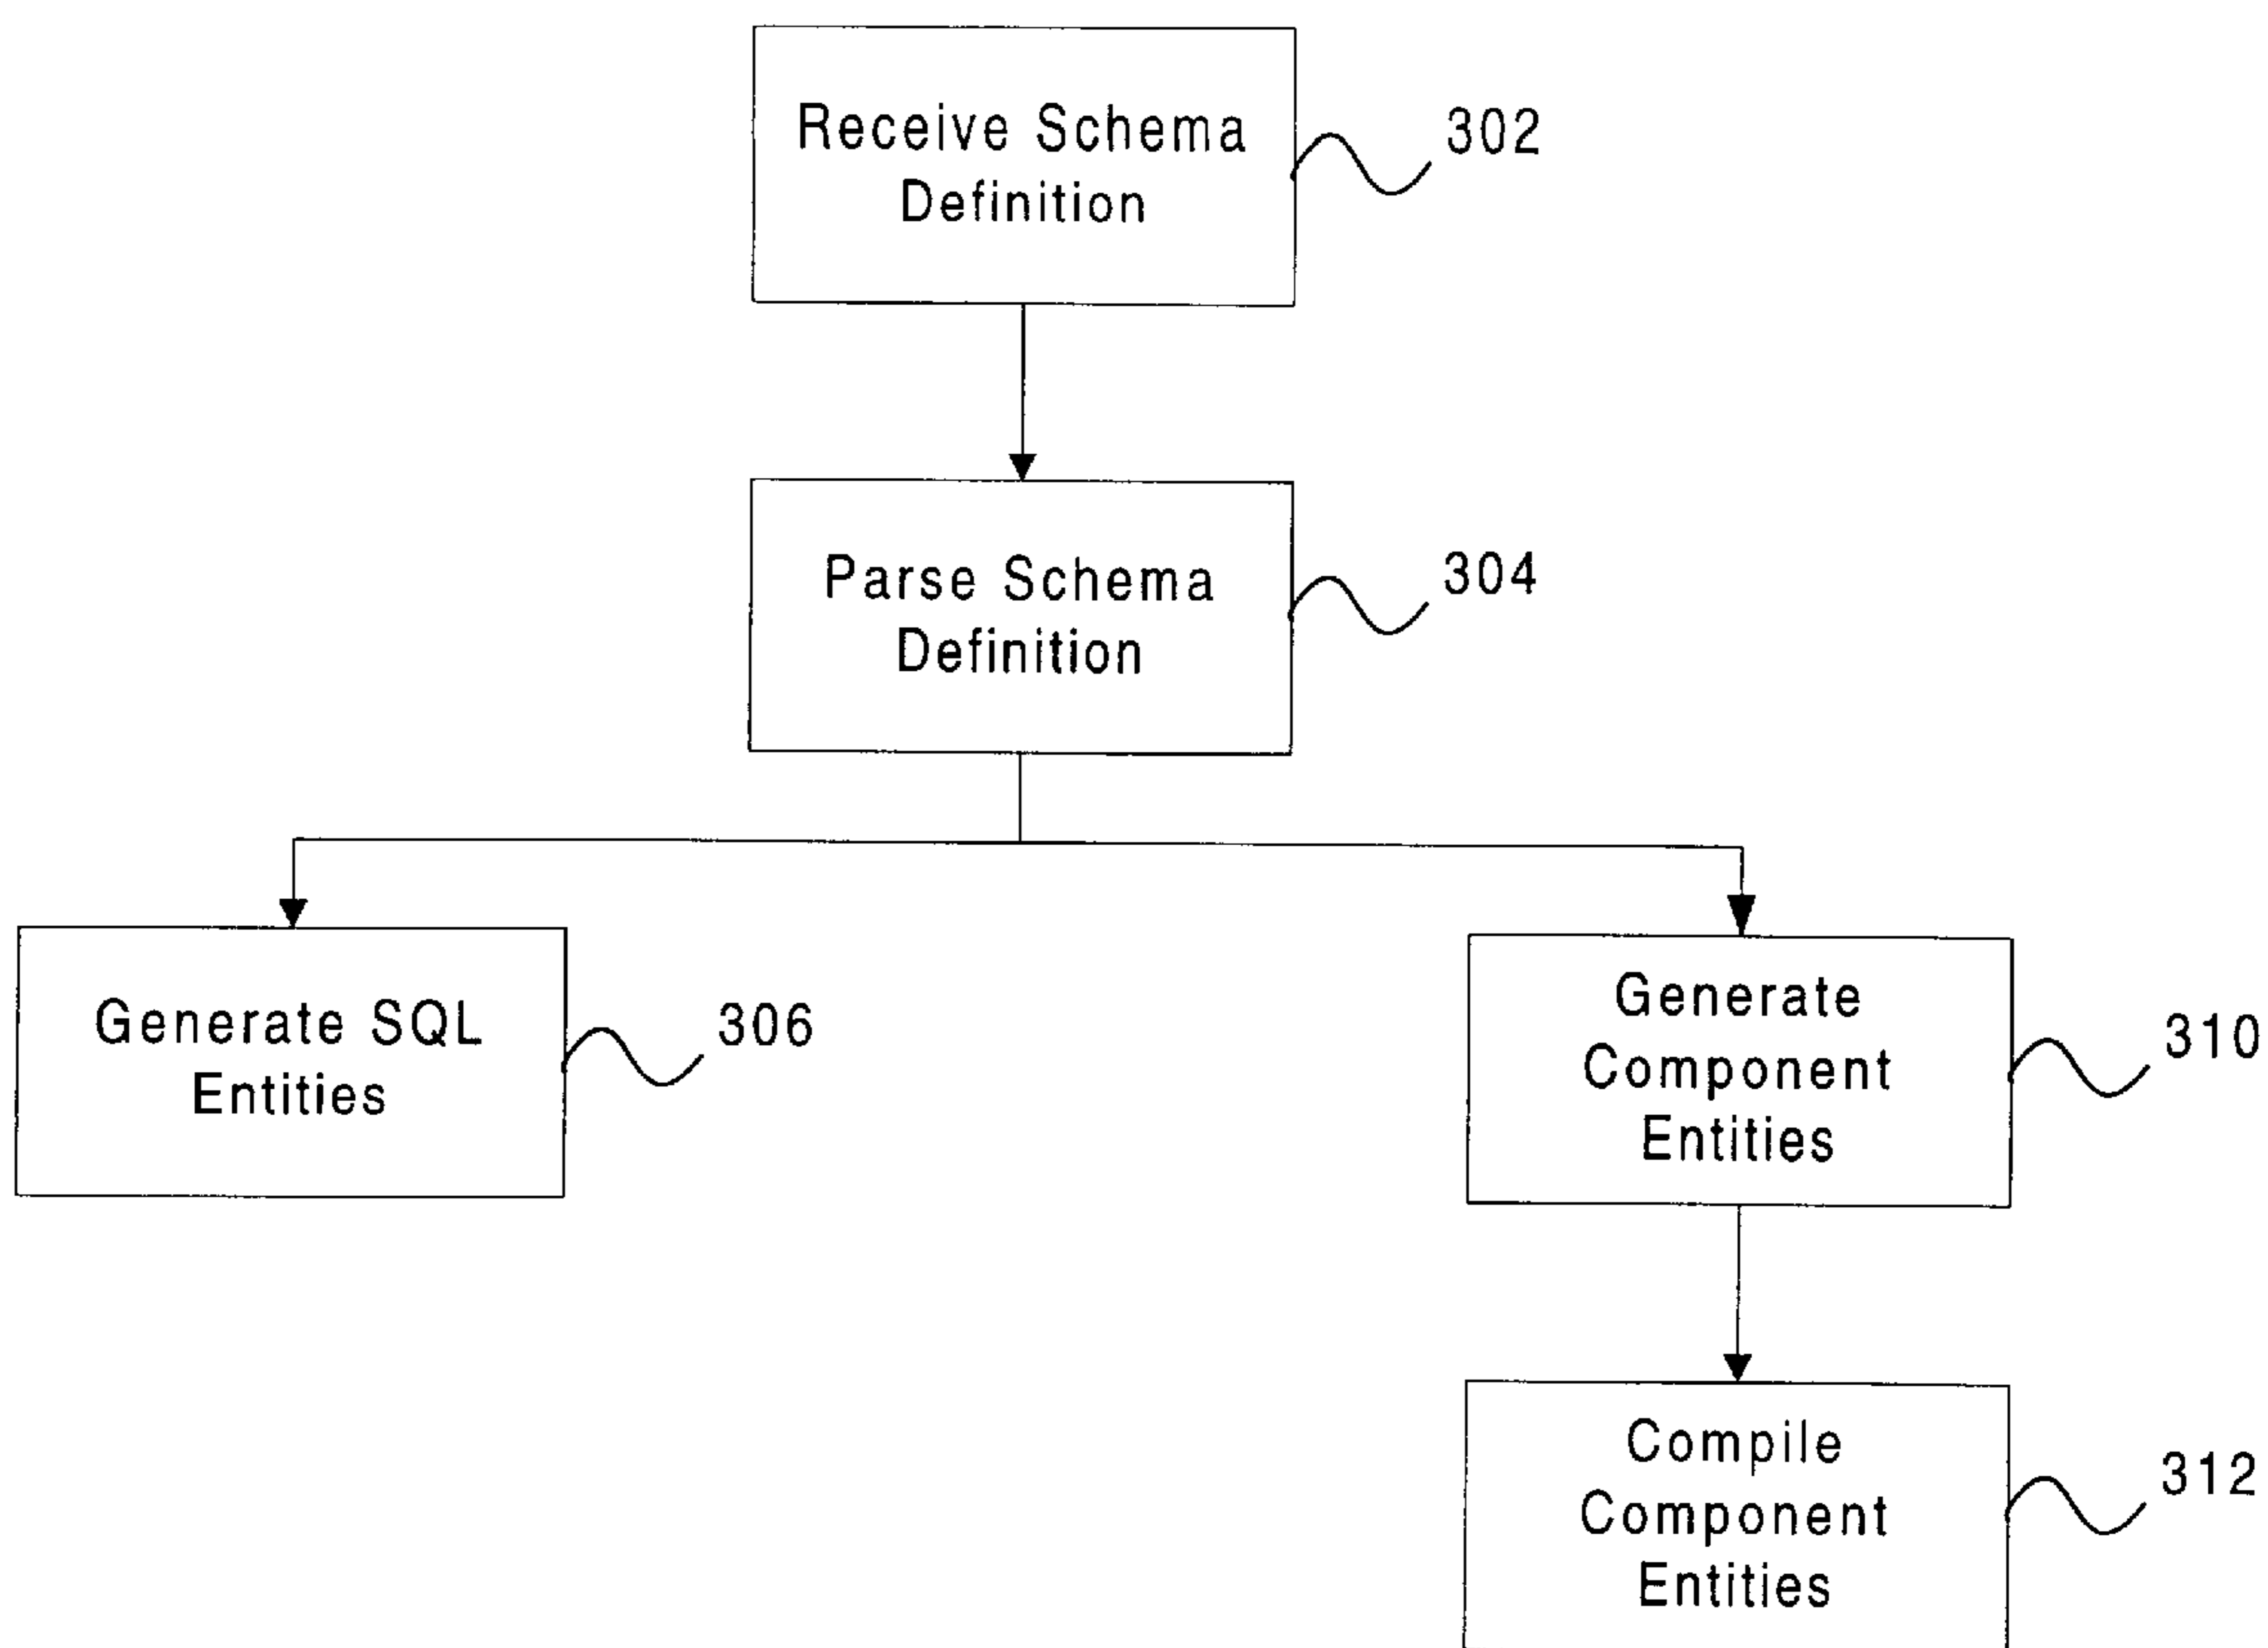 Receive Schema
Definition
302
Parse Schema
Definition
304
Generate SQL
Entities
306
Generate
Component
Entities
310
Compile
Component
Entities
312